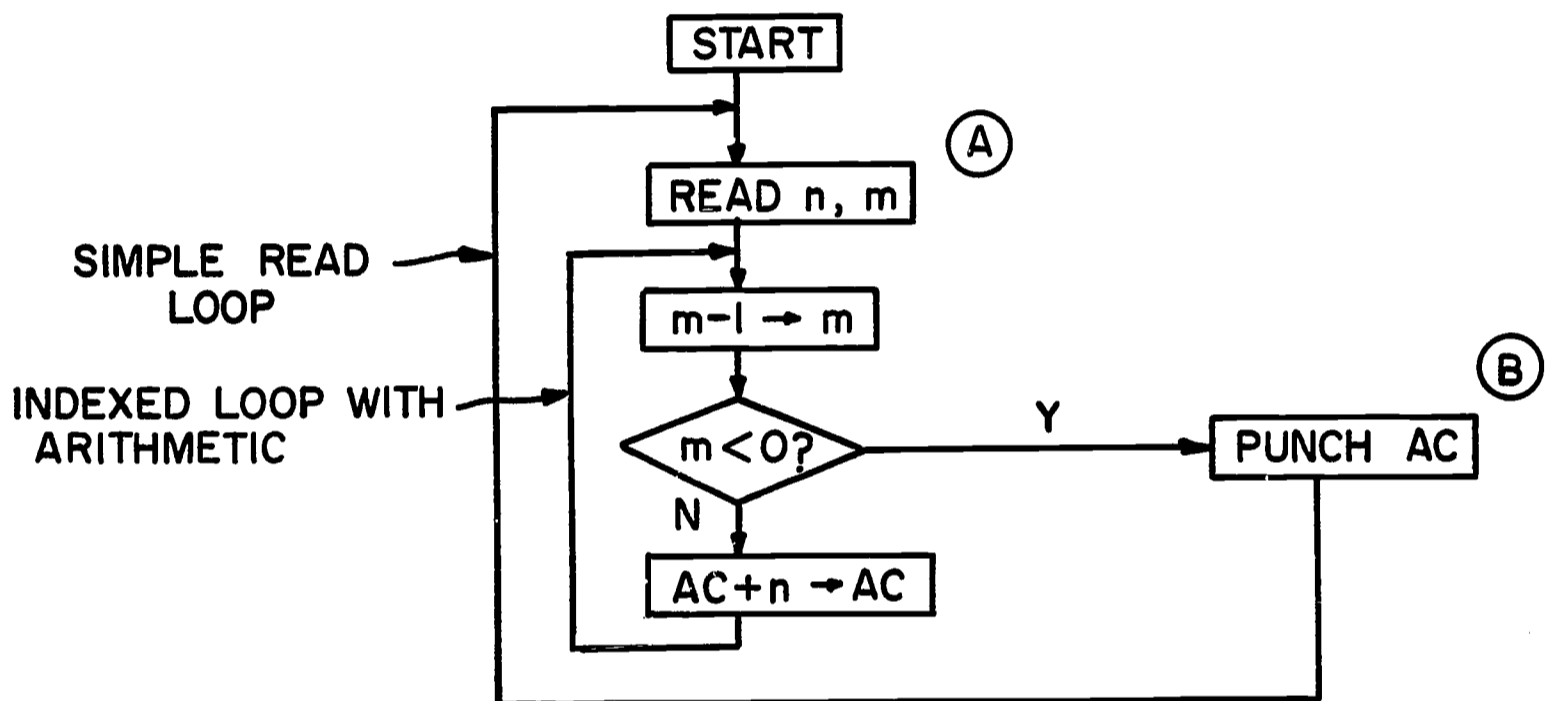 START
A
READ n, m
SIMPLE READ
LOOP
m-1 → m
INDEXED LOOP WITH
ARITHMETIC
m<0?
Y
B
PUNCH AC
N
AC+n → AC